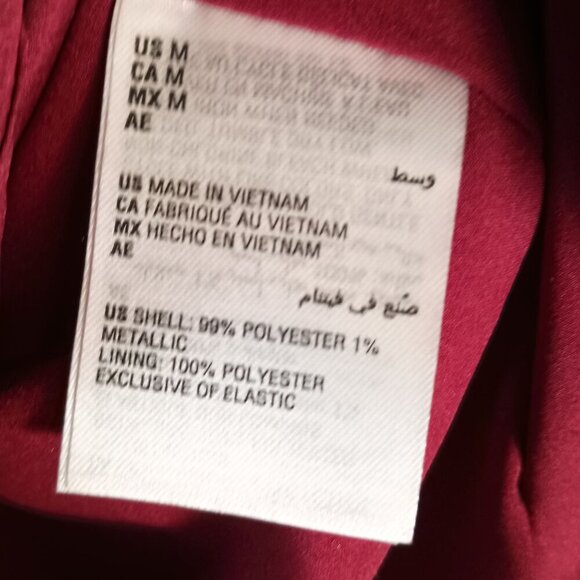 US M
CA M
MX M
AE
وسط
US MADE IN VIETNAM
CA FABRIQUÉ AU VIETNAM
MX HECHO EN VIETNAM
AE
صنع في فيتنام
US SHELL: 99% POLYESTER 1%
METALLIC
LINING: 100% POLYESTER
EXCLUSIVE OF ELASTIC